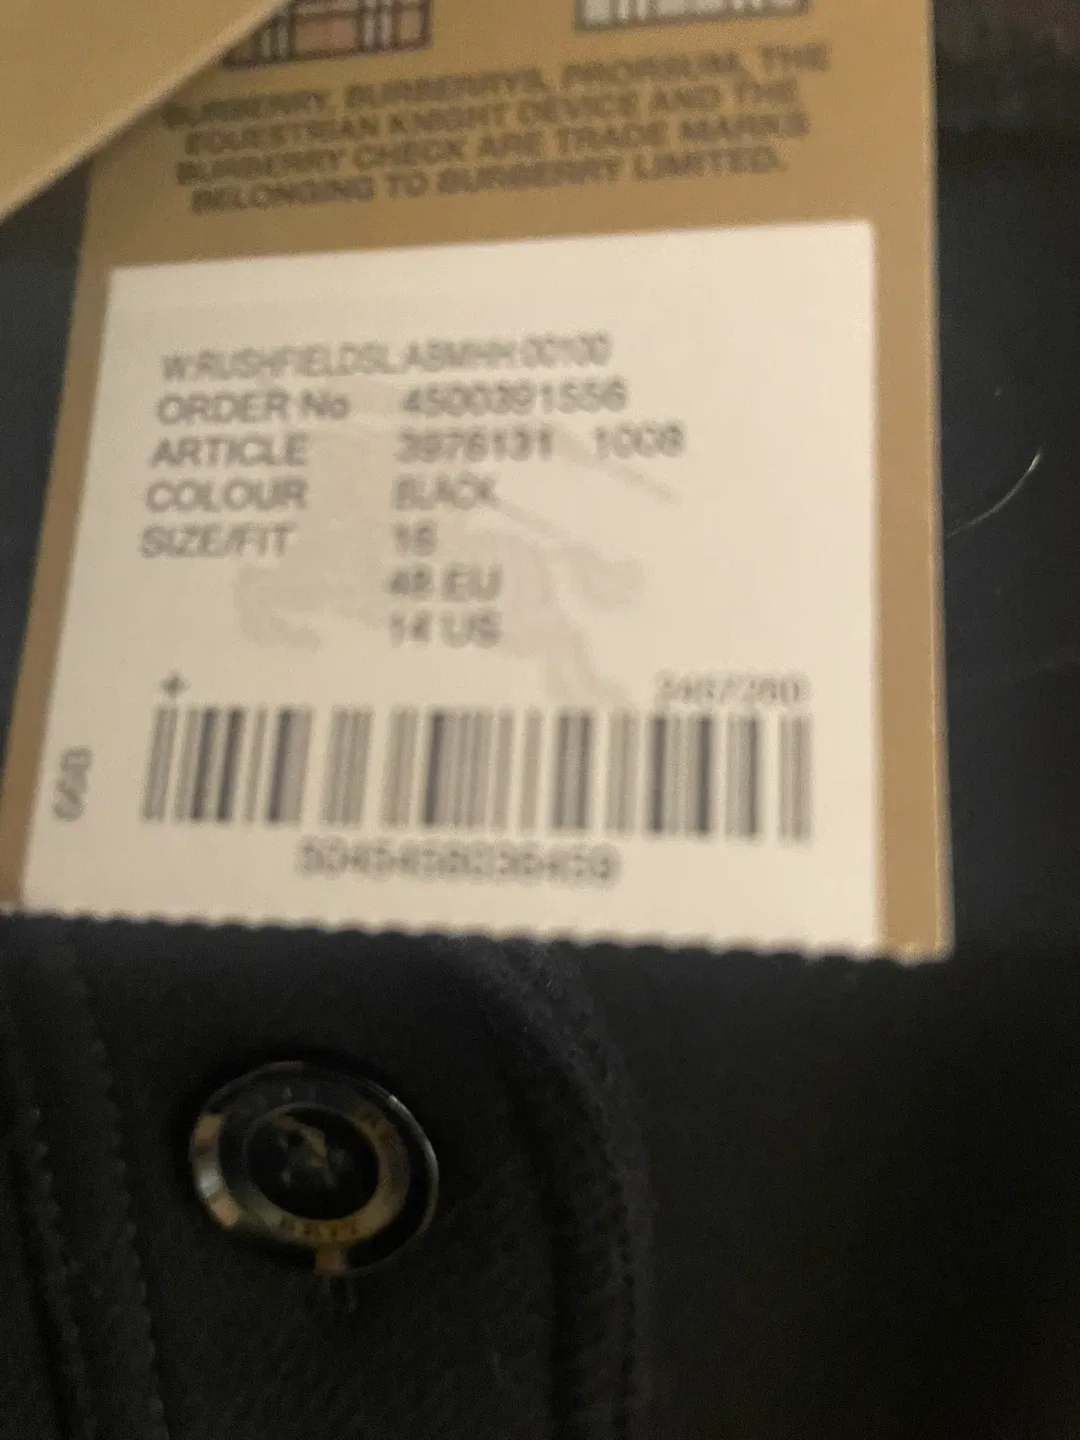 BURBERRY, BURBERRYS, PRORSUM, THE
EQUESTRIAN KNIGHT DEVICE AND THE
BURBERRY CHECK ARE TRADE MARKS
BELONGING TO BURBERRY LIMITED.
W:RUSHFIELDSLABMHH:00100
ORDER No 4500391556
ARTICLE 3976131 1008
COLOUR BLACK
SIZE/FIT 16
48 EU
14 US
5045458036459